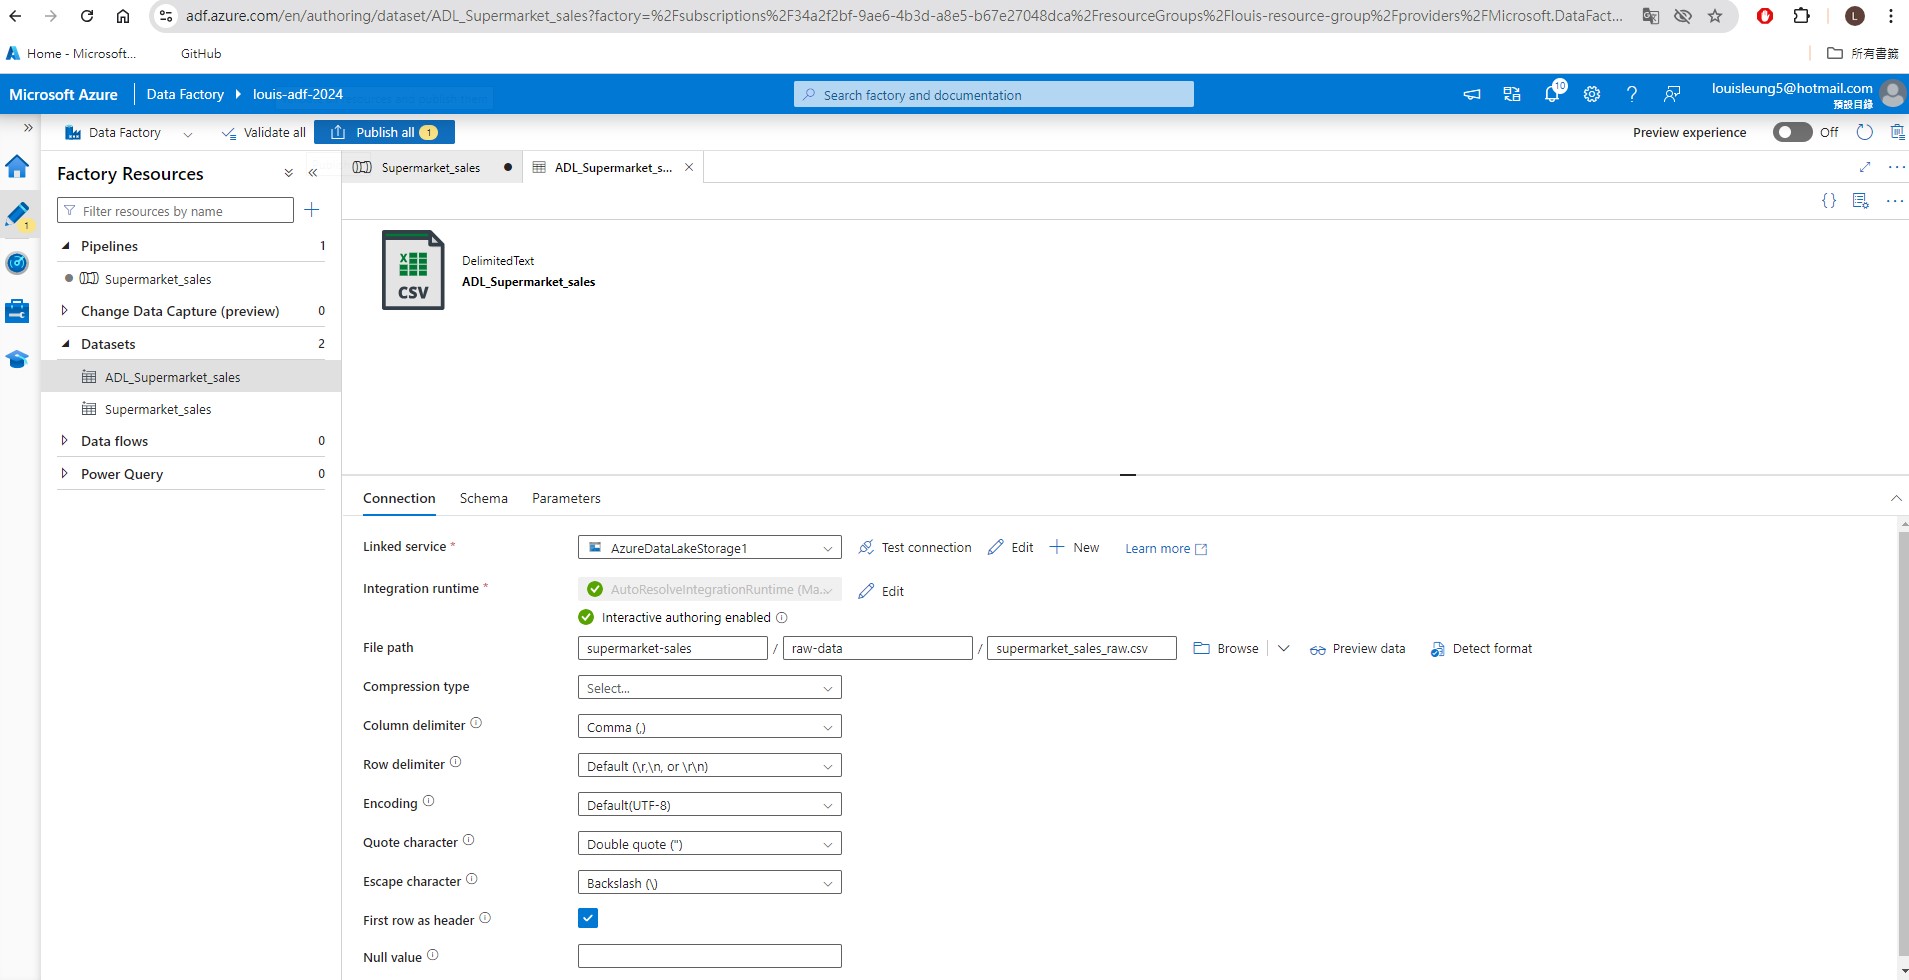 adf.azure.com/en/authoring/dataset/ADL_Supermarket_sales?factory=%2Fsubscriptions%2F34a2f2bf-9ae6-4b3d-a8e5-b67e27048dca%2FresourceGroups%2Flouis-resource-group%2Fproviders%2FMicrosoft.DataFact...
L
Home - Microsoft...
GitHub
所有書籤
Microsoft Azure
Data Factory
louis-adf-2024
Search factory and documentation
10
louisleung5@hotmail.com
預設目錄
Data Factory
Validate all
Publish all 1
Preview experience
Off
1
Factory Resources
Filter resources by name
Pipelines 1
Supermarket_sales
Change Data Capture (preview) 0
Datasets 2
ADL_Supermarket_sales
Supermarket_sales
Data flows 0
Power Query 0
Supermarket_sales
ADL_Supermarket_s...
{}
X
CSV
DelimitedText
ADL_Supermarket_sales
Connection Schema Parameters
Linked service * AzureDataLakeStorage1 Test connection Edit New Learn more
Integration runtime * AutoResolveIntegrationRuntime (Ma... Edit
Interactive authoring enabled
File path supermarket-sales / raw-data / supermarket_sales_raw.csv Browse Preview data Detect format
Compression type Select...
Column delimiter Comma (,)
Row delimiter Default (\r,\n, or \r\n)
Encoding Default(UTF-8)
Quote character Double quote (")
Escape character Backslash (\)
First row as header
Null value